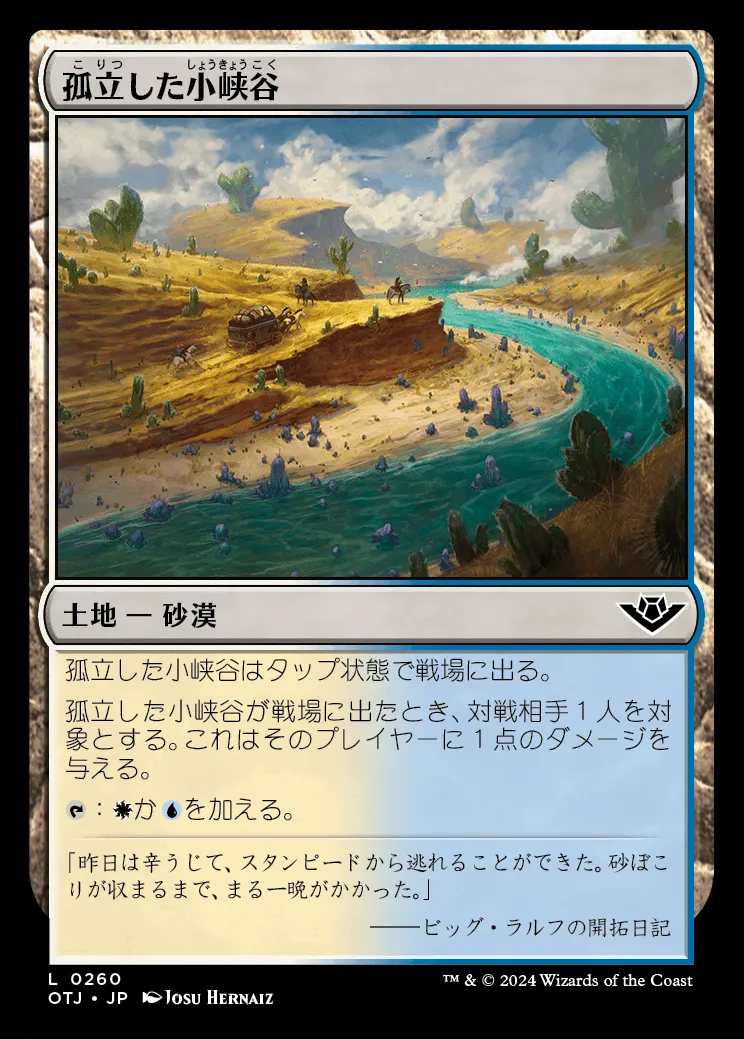 こりつ しょうきょうこく
孤立した小峡谷
土地 — 砂漠
孤立した小峡谷はタップ状態で戦場に出る。
孤立した小峡谷が戦場に出たとき、対戦相手1人を対
象とする。これはそのプレイヤーに1点のダメージを
与える。
：か を加える。
「昨日は辛うじて、スタンピードから逃れることができた。砂ぼこ
りが収まるまで、まる一晩がかかった。」
――ビッグ・ラルフの開拓日記
L 0260
OTJ • JP Josu Hernaiz
™ & © 2024 Wizards of the Coast